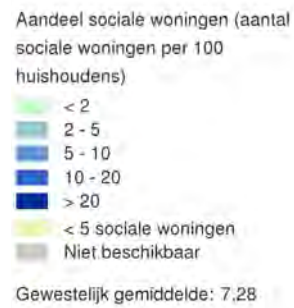 Aandeel sociale woningen (aantal
sociale woningen per 100
huishoudens)
< 2
2 - 5
5 - 10
10 - 20
> 20
< 5 sociale woningen
Niet beschikbaar
Gewestelijk gemiddelde: 7,28